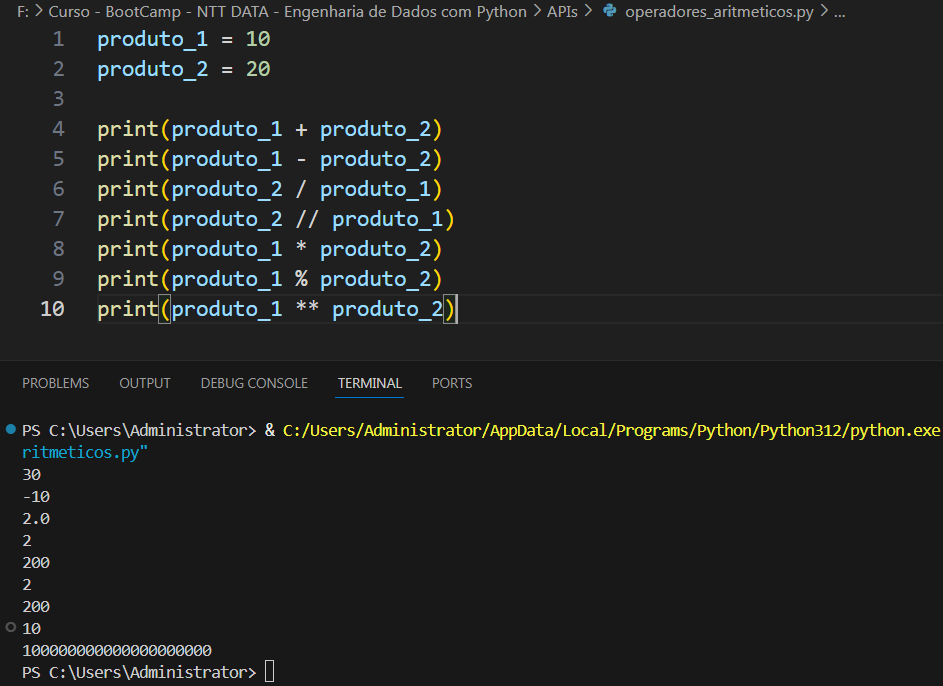 F: > Curso - BootCamp - NTT DATA - Engenharia de Dados com Python > APIs > operadores_aritmeticos.py > ...
1 produto_1 = 10
2 produto_2 = 20
3
4 print(produto_1 + produto_2)
5 print(produto_1 - produto_2)
6 print(produto_2 / produto_1)
7 print(produto_2 // produto_1)
8 print(produto_1 * produto_2)
9 print(produto_1 % produto_2)
10 print(produto_1 ** produto_2)
PROBLEMS OUTPUT DEBUG CONSOLE TERMINAL PORTS
PS C:\Users\Administrator> & C:/Users/Administrator/AppData/Local/Programs/Python/Python312/python.exe
ritmeticos.py"
30
-10
2.0
2
200
2
200
10
100000000000000000000
PS C:\Users\Administrator>